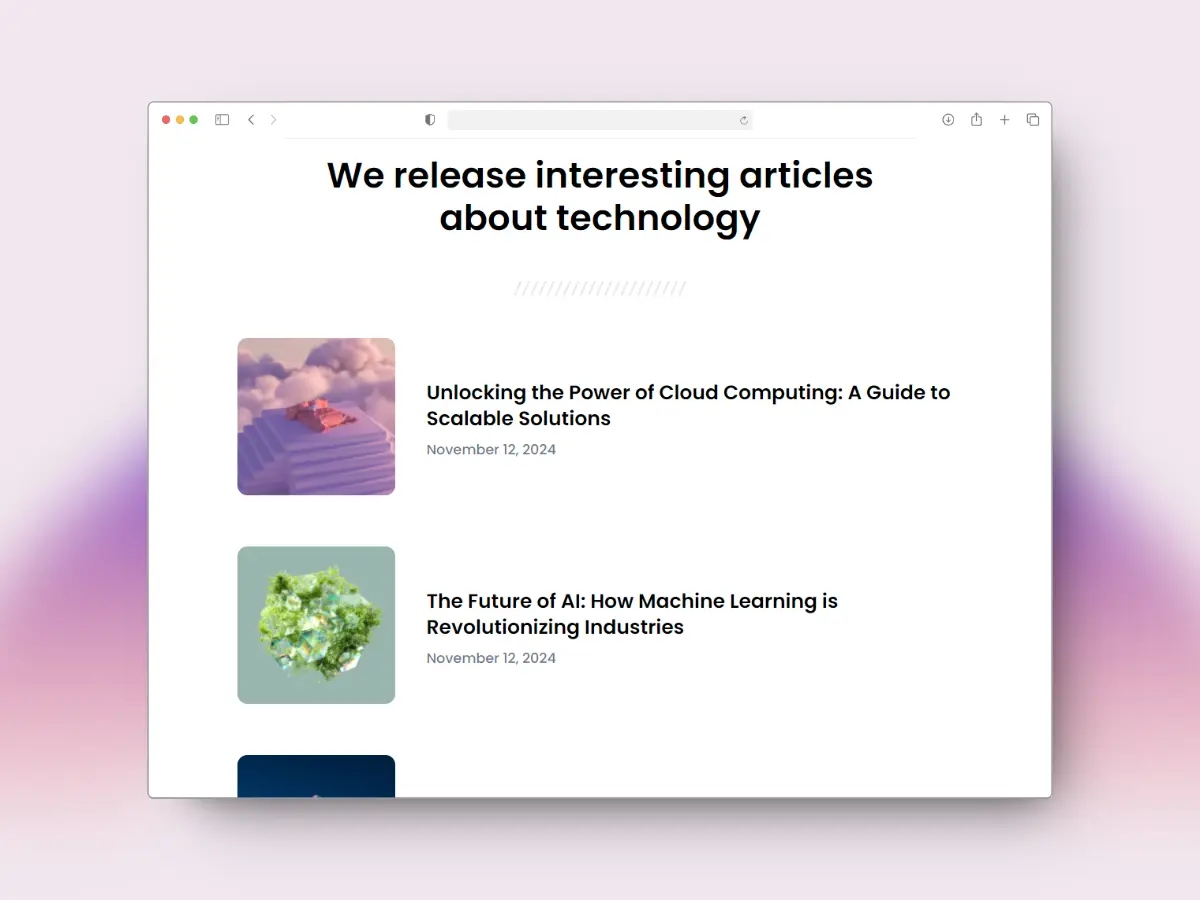 We release interesting articles
about technology
Unlocking the Power of Cloud Computing: A Guide to
Scalable Solutions
November 12, 2024
The Future of AI: How Machine Learning is
Revolutionizing Industries
November 12, 2024